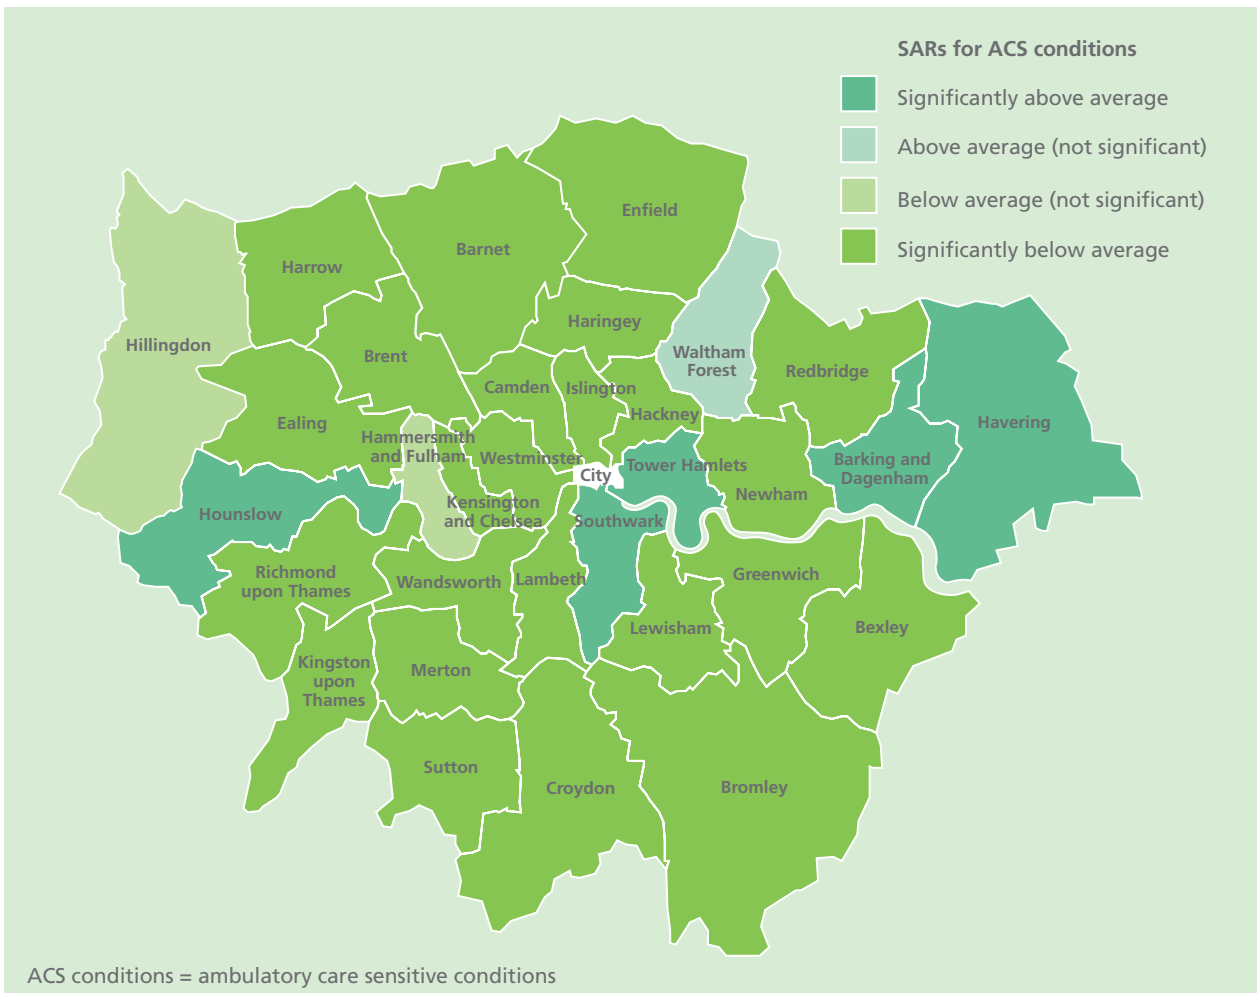 SARs for ACS conditions
Significantly above average
Above average (not significant)
Below average (not significant)
Significantly below average
Enfield
Barnet
Harrow
Haringey
Hillingdon
Brent
Waltham
Forest
Redbridge
Camden
Islington
Hackney
Havering
Ealing
Hammersmith
and Fulham
Westminster
City
Tower Hamlets
Barking and
Dagenham
Newham
Kensington
and Chelsea
Hounslow
Southwark
Richmond
upon Thames
Wandsworth
Lambeth
Greenwich
Lewisham
Bexley
Kingston
upon
Thames
Merton
Sutton
Croydon
Bromley
ACS conditions = ambulatory care sensitive conditions